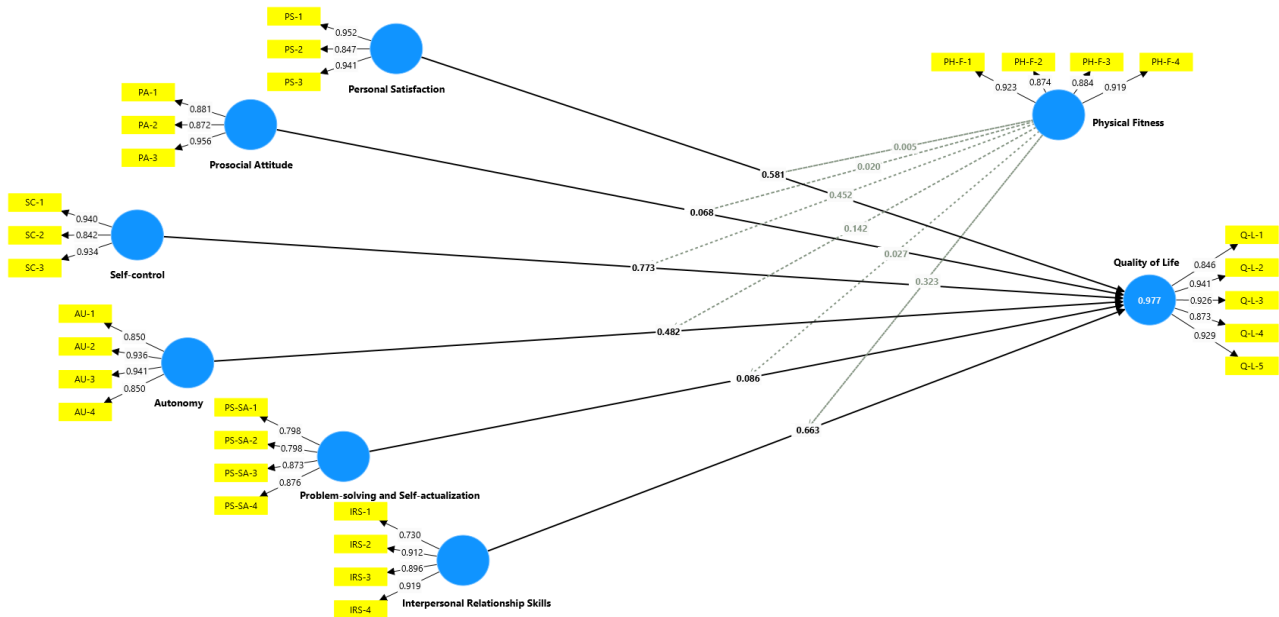 PS-1
0.952
PS-2
0.847
PS-3
0.941
Personal Satisfaction
PH-F-1
PH-F-2
PH-F-3
PH-F-4
0.923
0.874
0.884
0.919
Physical Fitness
PA-1
0.881
PA-2
0.872
PA-3
0.956
Prosocial Attitude
0.005
0.020
0.581
0.452
0.068
0.142
0.027
0.773
0.323
0.482
0.086
0.663
SC-1
0.940
SC-2
0.842
SC-3
0.934
Self-control
Quality of Life
0.977
Q-L-1
0.846
Q-L-2
0.941
Q-L-3
0.926
Q-L-4
0.873
Q-L-5
0.929
AU-1
0.850
AU-2
0.936
AU-3
0.941
AU-4
0.850
Autonomy
PS-SA-1
0.798
PS-SA-2
0.798
PS-SA-3
0.873
PS-SA-4
0.876
Problem-solving and Self-actualization
IRS-1
0.730
IRS-2
0.912
IRS-3
0.896
IRS-4
0.919
Interpersonal Relationship Skills